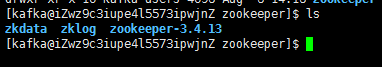 [kafka@iZwz9c3iupe4l5573ipwjnZ zookeeper]$ ls
zkdata zklog zookeeper-3.4.13
[kafka@iZwz9c3iupe4l5573ipwjnZ zookeeper]$